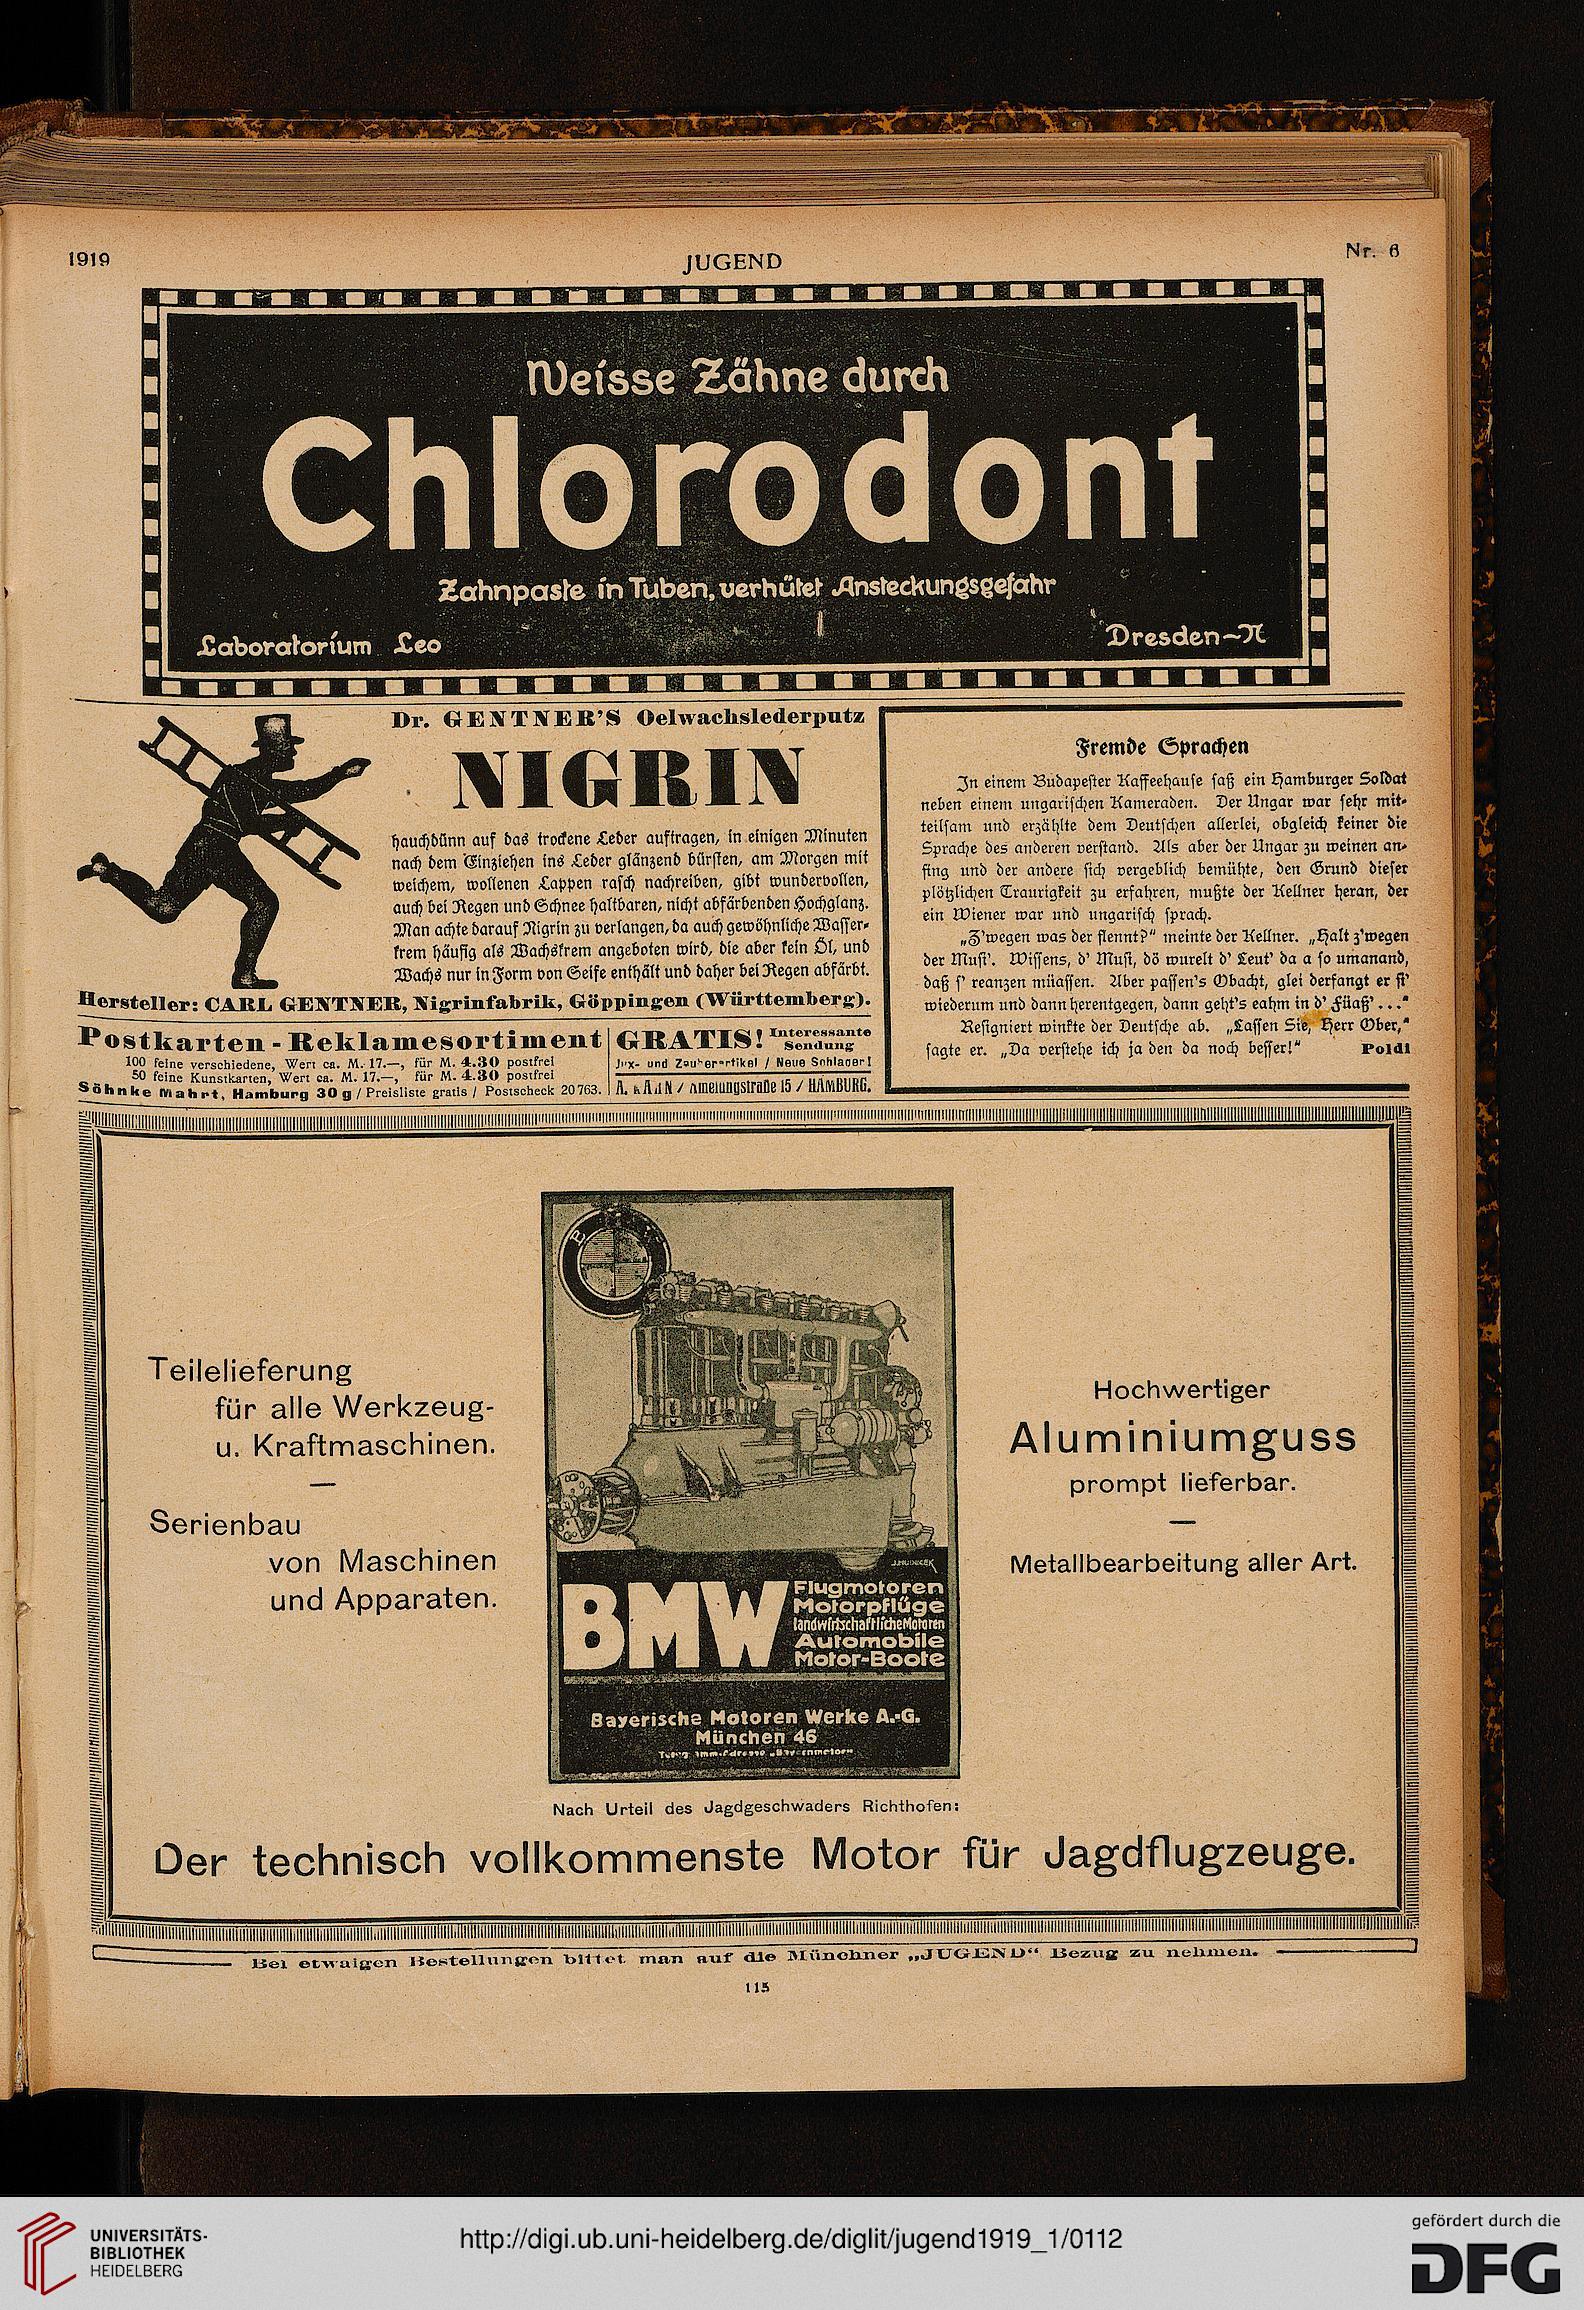 1919
JUGEND
Nr. 6
Weisse Zähne durch
Chlorodont
Zahnpaste in Tuben, verhütet Ansteckungsgefahr
Laboratorium Leo
Dresden-N
Dr. GENTNER'S Oelwachslederputz
NIGRIN
hauchdünn auf das trockene Leder auftragen, in einigen Minuten
nach dem Einziehen ins Leder glänzend bürsten, am Morgen mit
weichem, wollenen Lappen rasch nachreiben, gibt wundervollen,
auch bei Regen und Schnee haltbaren, nicht abfärbenden Hochglanz.
Man achte darauf Nigrin zu verlangen, da auch gewöhnliche Wasser-
krem häufig als Wachskrem angeboten wird, die aber kein Öl, und
Wachs nur in Form von Seife enthält und daher bei Regen abfärbt.
Hersteller: CARL GENTNER, Nigrinfabrik, Göppingen (Württemberg).
Postkarten-Reklamesortiment
100 feine verschiedene, Wert ca. M. 17.—, für M. 4.30 postfrei
50 feine Kunstkarten, Wert ca. M. 17.—, für M. 4.30 postfrei
Söhnke Mahrt, Hamburg 30 g / Preisliste gratis / Postscheck 20763.
GRATIS! Interessante Sendung
Jux- und Zauberartikel / Neue Schlager!
A. / Amelungstraße 15 / HAMBURG.
Fremde Sprachen
In einem Budapester Kaffeehause saß ein Hamburger Soldat
neben einem ungarischen Kameraden. Der Ungar war sehr mit-
teilsam und erzählte dem Deutschen allerlei, obgleich keiner die
Sprache des anderen verstand. Als aber der Ungar zu weinen an-
fing und der andere sich vergeblich bemühte, den Grund dieser
plötzlichen Traurigkeit zu erfahren, mußte der Kellner heran, der
ein Wiener war und ungarisch sprach.
„Z'wegen was der flennt?" meinte der Kellner. „Halt z'wegen
der Musi'. Wissens, d' Musi, dö wurelt d' Leut' da a so umanand,
daß s' reanzen müassen. Aber passen's Obacht, glei derfangt er si'
wiederum und dann herentgegen, dann geht's eahm in d' Füaß' . . ."
Resigniert winkte der Deutsche ab. „Lassen Sie, Herr Ober,"
sagte er. „Da verstehe ich ja den da noch besser!" Poldi
Teilelieferung
für alle Werkzeug-
u. Kraftmaschinen.
—
Serienbau
von Maschinen
und Apparaten.
B
J.HUDECEK
BMW
Flugmotoren
Motorpflüge
landwirtschaftliche Motoren
Automobile
Motor-Boote
Bayerische Motoren Werke A.-G.
München 46
Hochwertiger
Aluminiumguss
prompt lieferbar.
—
Metallbearbeitung aller Art.
Nach Urteil des Jagdgeschwaders Richthofen:
Der technisch vollkommenste Motor für Jagdflugzeuge.
Bei etwaigen Bestellungen bittet man auf die Münchner „JUGEND" Bezug zu nehmen.
115
UNIVERSITÄTS-
BIBLIOTHEK
HEIDELBERG
http://digi.ub.uni-heidelberg.de/diglit/jugend1919_1/0112
gefördert durch die
DFG